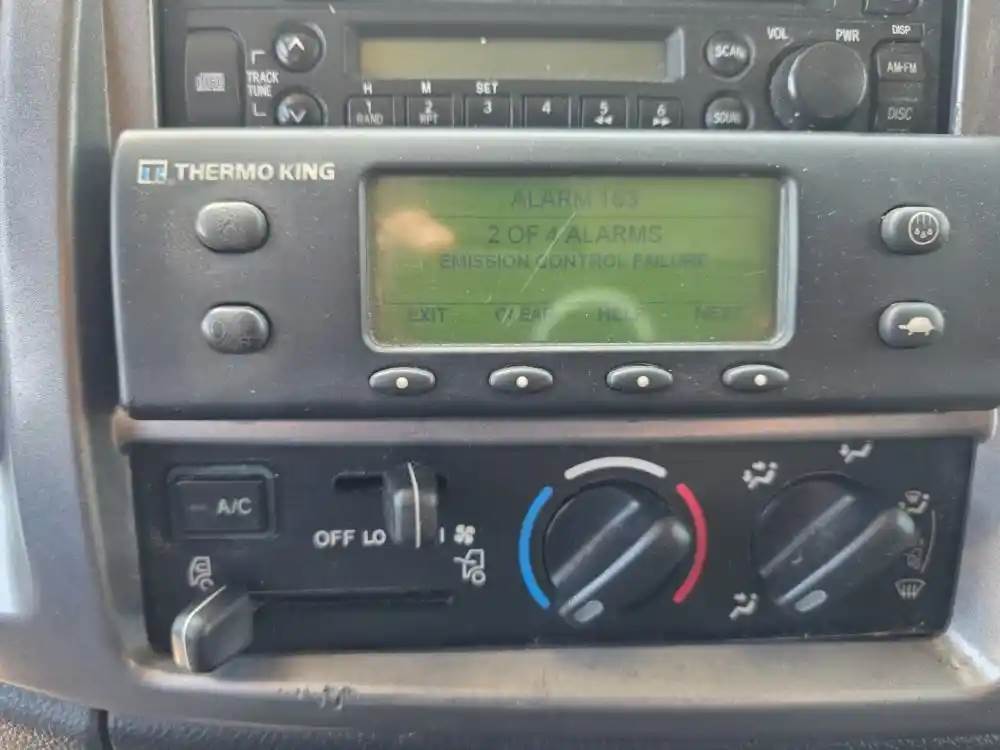 VOL PWR DISP
SCAN AM·FM
TRACK
TUNE
H M SET
1 2 3 4 5 6
BAND RPT
DISC
THERMO KING
ALARM 163
2 OF 4 ALARMS
EMISSION CONTROL FAILURE
EXIT CLEAR HELP NEXT
A/C
OFF LO